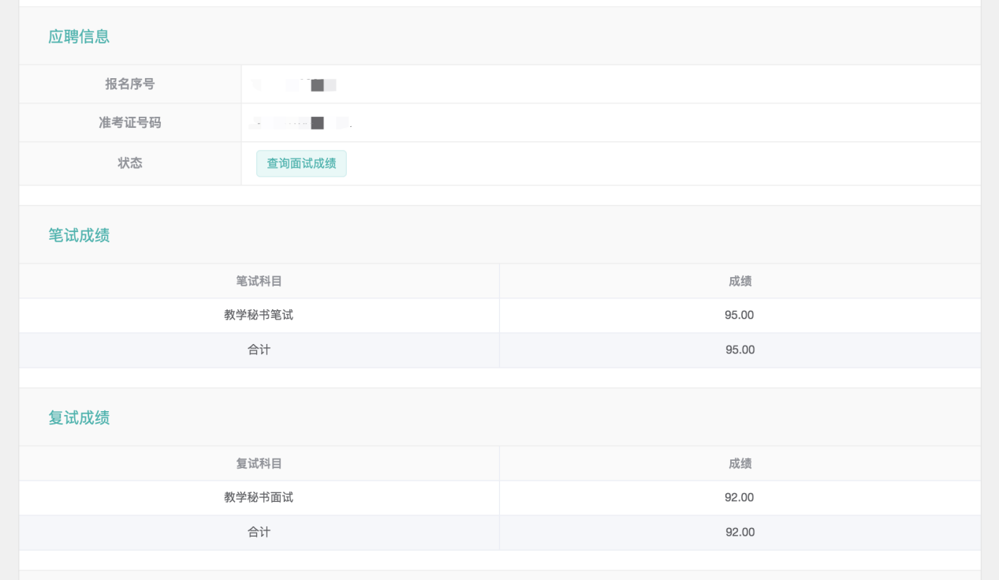 应聘信息
报名序号
准考证号码
状态 查询面试成绩
笔试成绩
笔试科目 成绩
教学秘书笔试 95.00
合计 95.00
复试成绩
复试科目 成绩
教学秘书面试 92.00
合计 92.00